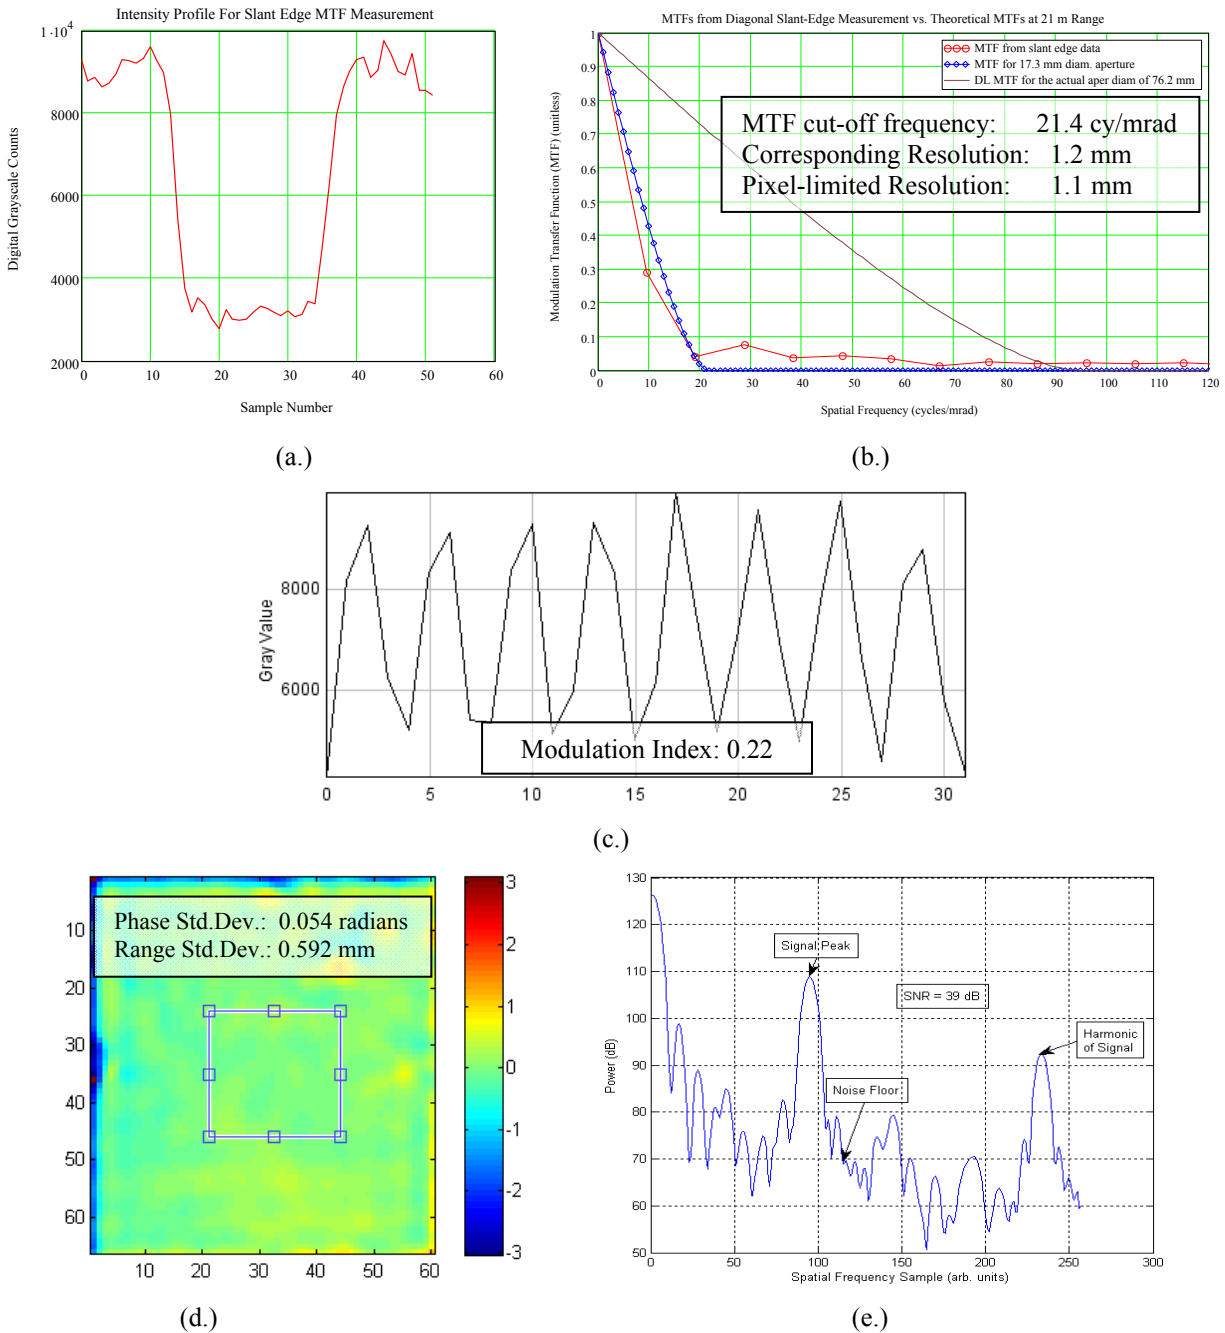 Intensity Profile For Slant Edge MTF Measurement
1·10⁴
8000
6000
4000
2000
0
10
20
30
40
50
60
Digital Grayscale Counts
Sample Number
(a.)
MTFs from Diagonal Slant-Edge Measurement vs. Theoretical MTFs at 21 m Range
MTF from slant edge data
MTF for 17.3 mm diam. aperture
DL MTF for the actual aper diam of 76.2 mm
MTF cut-off frequency: 21.4 cy/mrad
Corresponding Resolution: 1.2 mm
Pixel-limited Resolution: 1.1 mm
1
0.9
0.8
0.7
0.6
0.5
0.4
0.3
0.2
0.1
0
0
10
20
30
40
50
60
70
80
90
100
110
120
Modulation Transfer Function (MTF) (unitless)
Spatial Frequency (cycles/mrad)
(b.)
8000
6000
Gray Value
Modulation Index: 0.22
0
5
10
15
20
25
30
(c.)
Phase Std.Dev.: 0.054 radians
Range Std.Dev.: 0.592 mm
10
20
30
40
50
60
10
20
30
40
50
60
3
2
1
0
-1
-2
-3
(d.)
130
120
110
100
90
80
70
60
50
Power (dB)
Signal Peak
SNR = 39 dB
Harmonic
of Signal
Noise Floor
0
50
100
150
200
250
300
Spatial Frequency Sample (arb. units)
(e.)